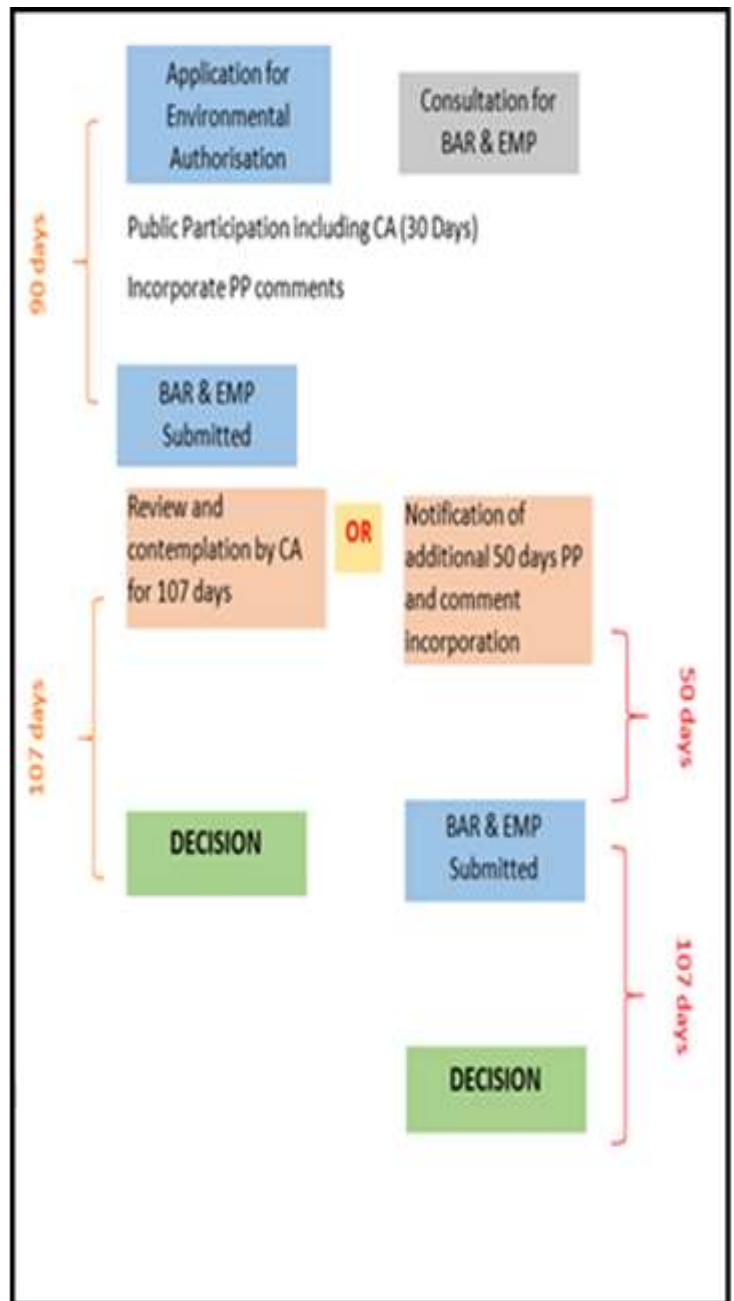 Application for
Environmental
Authorisation
Consultation for
BAR & EMP
Public Participation including CA (30 Days)
Incorporate PP comments
90 days
BAR & EMP
Submitted
Review and
contemplation by CA
for 107 days
OR
Notification of
additional 50 days PP
and comment
incorporation
107 days
50 days
DECISION
BAR & EMP
Submitted
107 days
DECISION